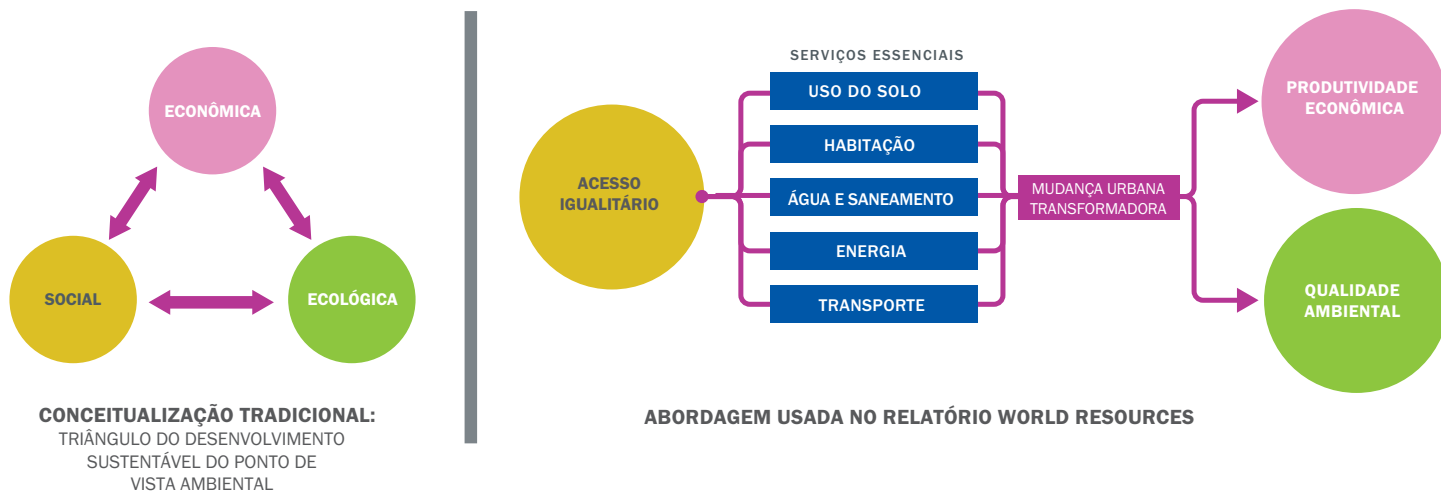 ECONÔMICA
SOCIAL
ECOLÓGICA
CONCEITUALIZAÇÃO TRADICIONAL:
TRIÂNGULO DO DESENVOLVIMENTO
SUSTENTÁVEL DO PONTO DE
VISTA AMBIENTAL
SERVIÇOS ESSENCIAIS
ACESSO
IGUALITÁRIO
USO DO SOLO
HABITAÇÃO
ÁGUA E SANEAMENTO
ENERGIA
TRANSPORTE
MUDANÇA URBANA
TRANSFORMADORA
PRODUTIVIDADE
ECONÔMICA
QUALIDADE
AMBIENTAL
ABORDAGEM USADA NO RELATÓRIO WORLD RESOURCES